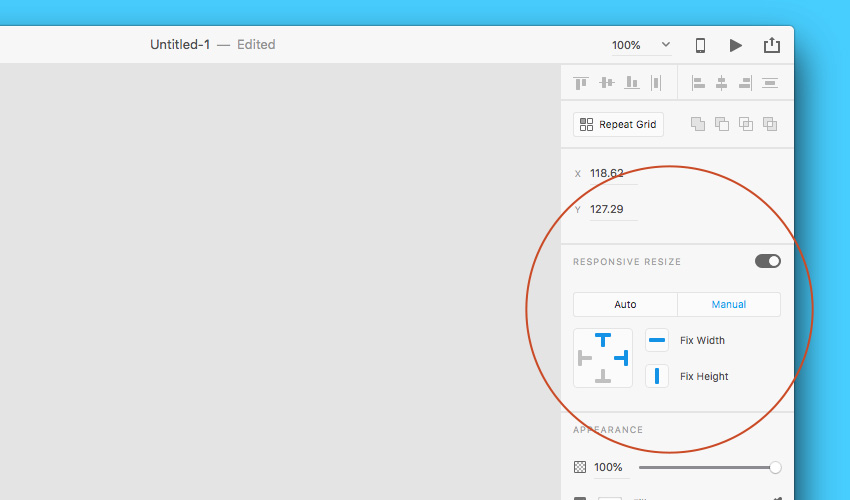 Untitled-1 — Edited
100%
Repeat Grid
X 118.62
Y 127.29
RESPONSIVE RESIZE
Auto Manual
Fix Width
Fix Height
APPEARANCE
100%